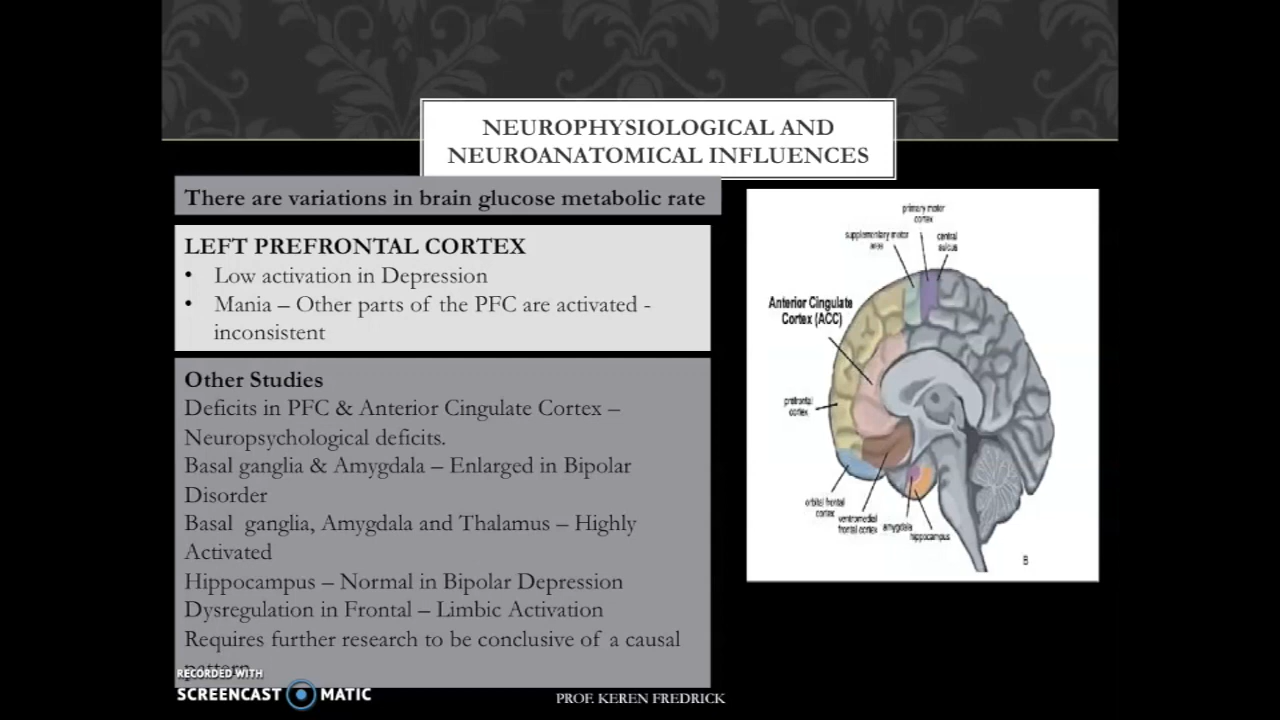 NEUROPHYSIOLOGICAL AND
NEUROANATOMICAL INFLUENCES
There are variations in brain glucose metabolic rate
LEFT PREFRONTAL CORTEX
• Low activation in Depression
• Mania – Other parts of the PFC are activated -
inconsistent
Other Studies
Deficits in PFC & Anterior Cingulate Cortex –
Neuropsychological deficits.
Basal ganglia & Amygdala – Enlarged in Bipolar
Disorder
Basal ganglia, Amygdala and Thalamus – Highly
Activated
Hippocampus – Normal in Bipolar Depression
Dysregulation in Frontal – Limbic Activation
Requires further research to be conclusive of a causal
pattern.
primary motor
cortex
supplementary motor
area
central
sulcus
Anterior Cingulate
Cortex (ACC)
prefrontal
cortex
orbital frontal
cortex
ventromedial
frontal cortex
amygdala
hippocampus
B
RECORDED WITH
SCREENCAST MATIC
PROF. KEREN FREDRICK